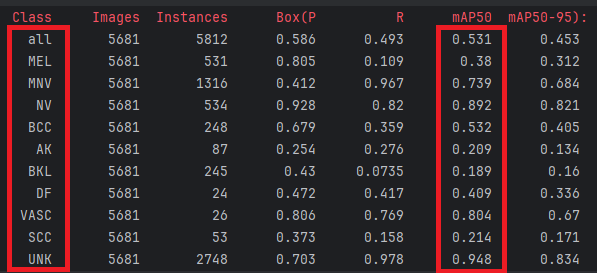 Class Images Instances Box(P R mAP50 mAP50-95):
all 5681 5812 0.586 0.493 0.531 0.453
MEL 5681 531 0.805 0.109 0.38 0.312
MNV 5681 1316 0.412 0.967 0.739 0.684
NV 5681 534 0.928 0.82 0.892 0.821
BCC 5681 248 0.679 0.359 0.532 0.405
AK 5681 87 0.254 0.276 0.209 0.134
BKL 5681 245 0.43 0.0735 0.189 0.16
DF 5681 24 0.472 0.417 0.409 0.336
VASC 5681 26 0.806 0.769 0.804 0.67
SCC 5681 53 0.373 0.158 0.214 0.171
UNK 5681 2748 0.703 0.978 0.948 0.834